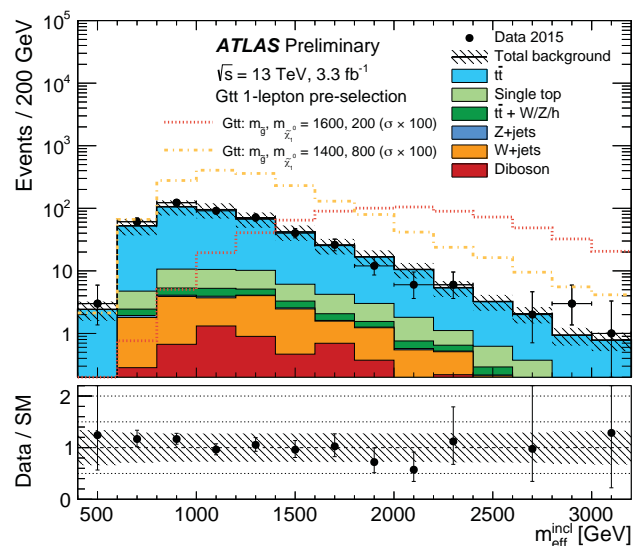 Events / 200 GeV
10⁵
10⁴
10³
10²
10
1
ATLAS Preliminary
√s = 13 TeV, 3.3 fb⁻¹
Gtt 1-lepton pre-selection
Gtt: m_g̃, m_χ̃₁⁰ = 1600, 200 (σ × 100)
Gtt: m_g̃, m_χ̃₁⁰ = 1400, 800 (σ × 100)
Data 2015
Total background
tt̄
Single top
tt̄ + W/Z/h
Z+jets
W+jets
Diboson
Data / SM
2
1
0
500 1000 1500 2000 2500 3000
m_eff^incl [GeV]